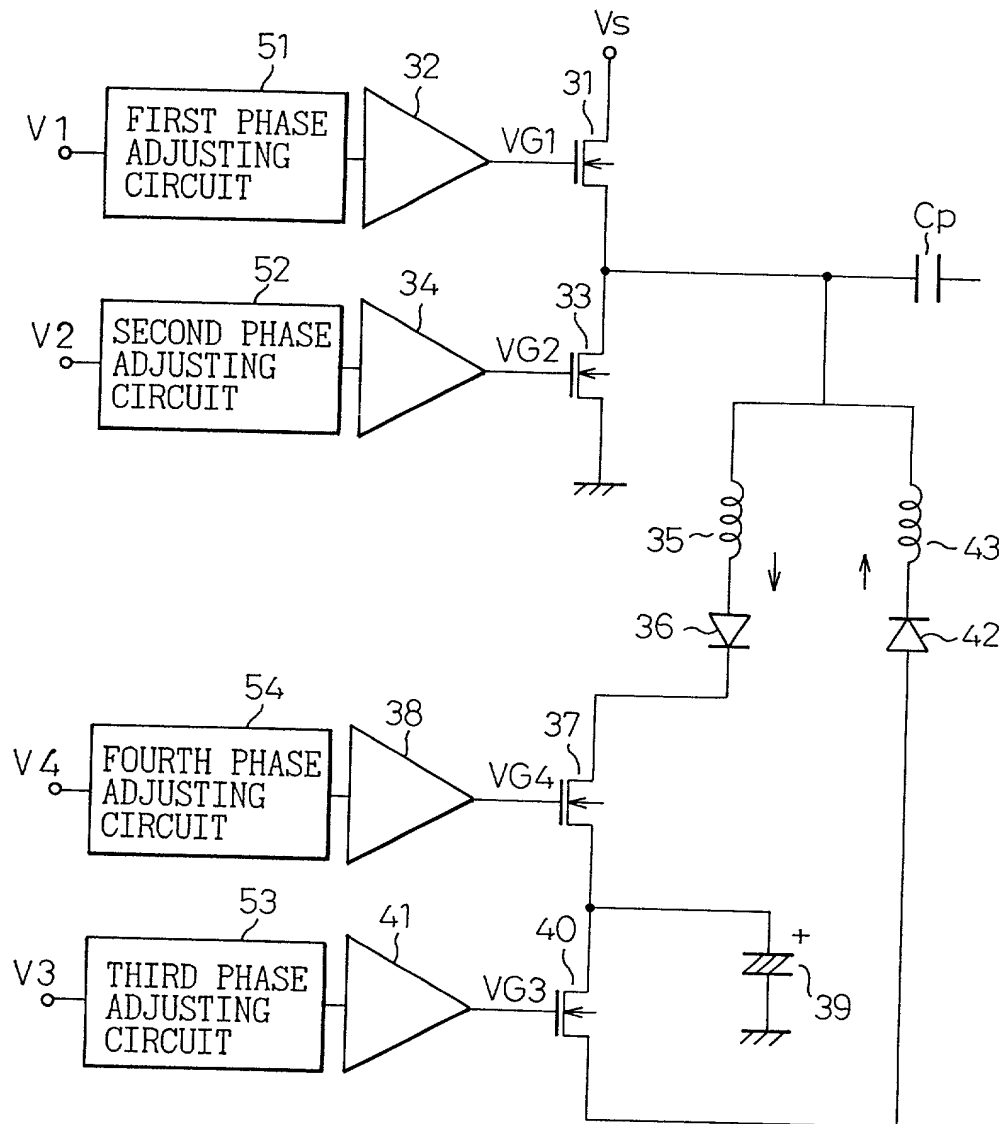 Vs
51
32
31
V1
FIRST PHASE
ADJUSTING
CIRCUIT
VG1
Cp
52
34
33
V2
SECOND PHASE
ADJUSTING
CIRCUIT
VG2
35
43
36
42
54
38
37
V4
FOURTH PHASE
ADJUSTING
CIRCUIT
VG4
53
41
40
+
V3
THIRD PHASE
ADJUSTING
CIRCUIT
VG3
39